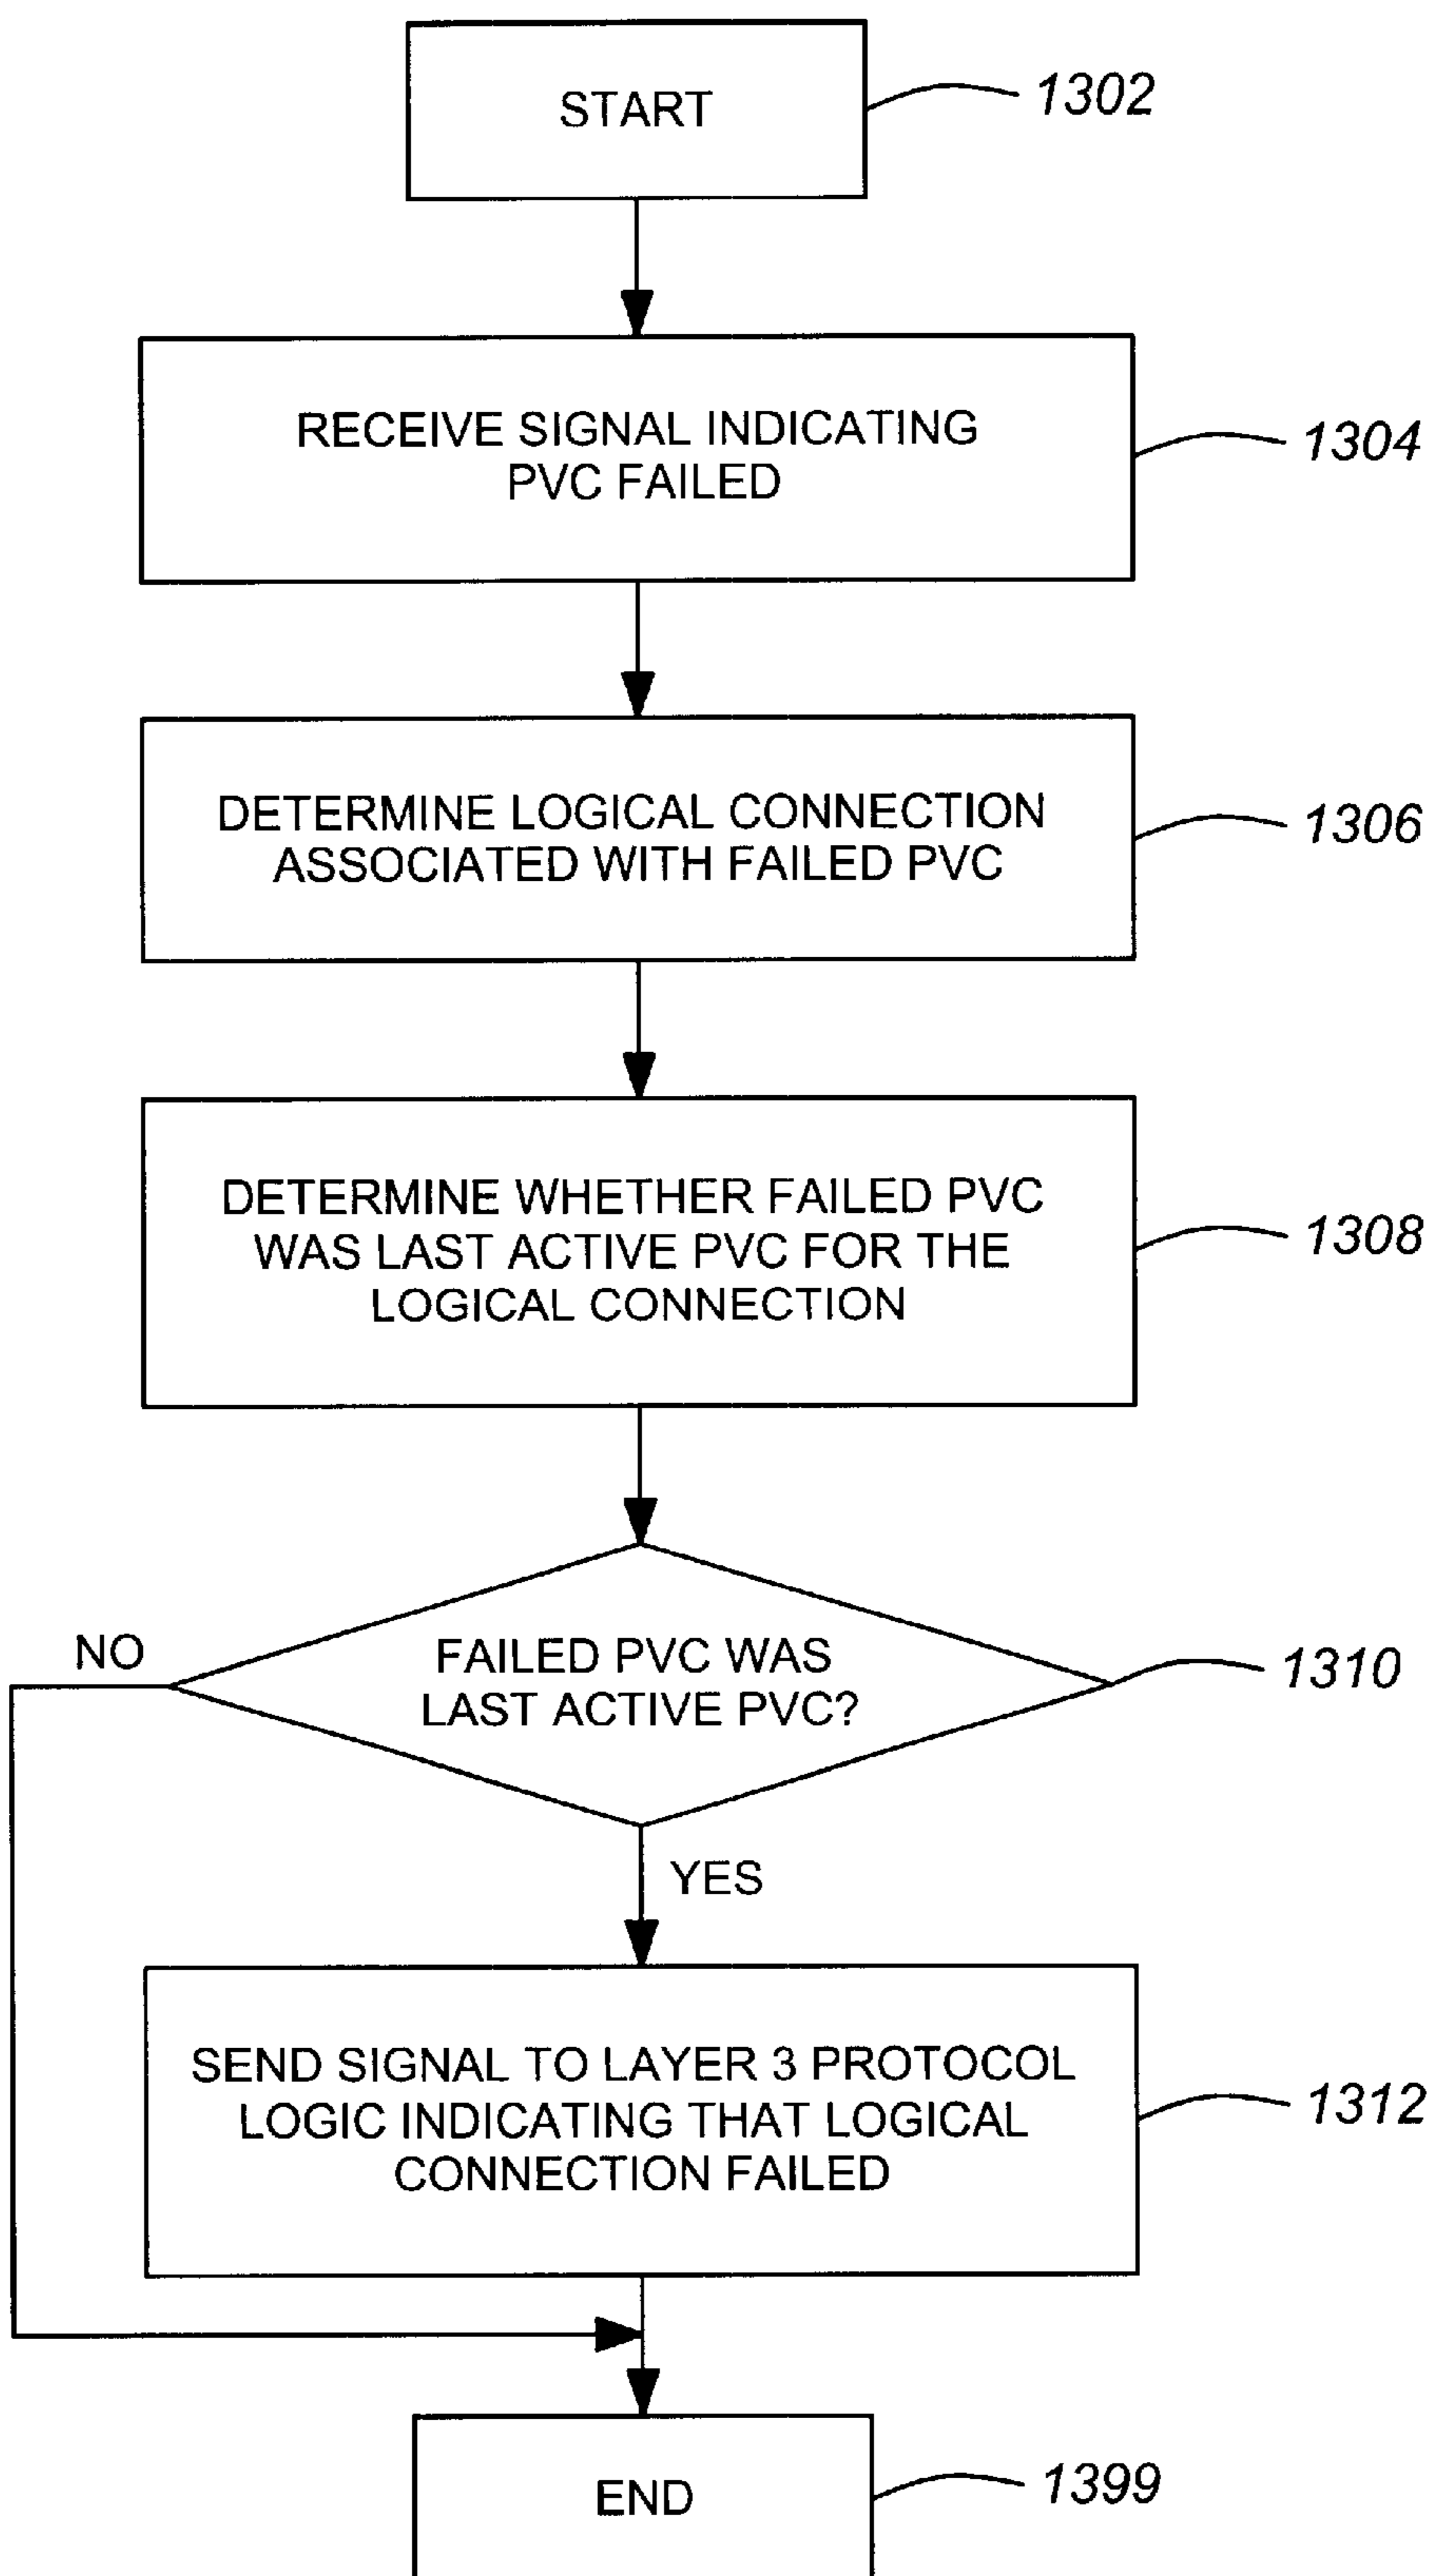 START
1302
RECEIVE SIGNAL INDICATING
PVC FAILED
1304
DETERMINE LOGICAL CONNECTION
ASSOCIATED WITH FAILED PVC
1306
DETERMINE WHETHER FAILED PVC
WAS LAST ACTIVE PVC FOR THE
LOGICAL CONNECTION
1308
NO
FAILED PVC WAS
LAST ACTIVE PVC?
1310
YES
SEND SIGNAL TO LAYER 3 PROTOCOL
LOGIC INDICATING THAT LOGICAL
CONNECTION FAILED
1312
END
1399